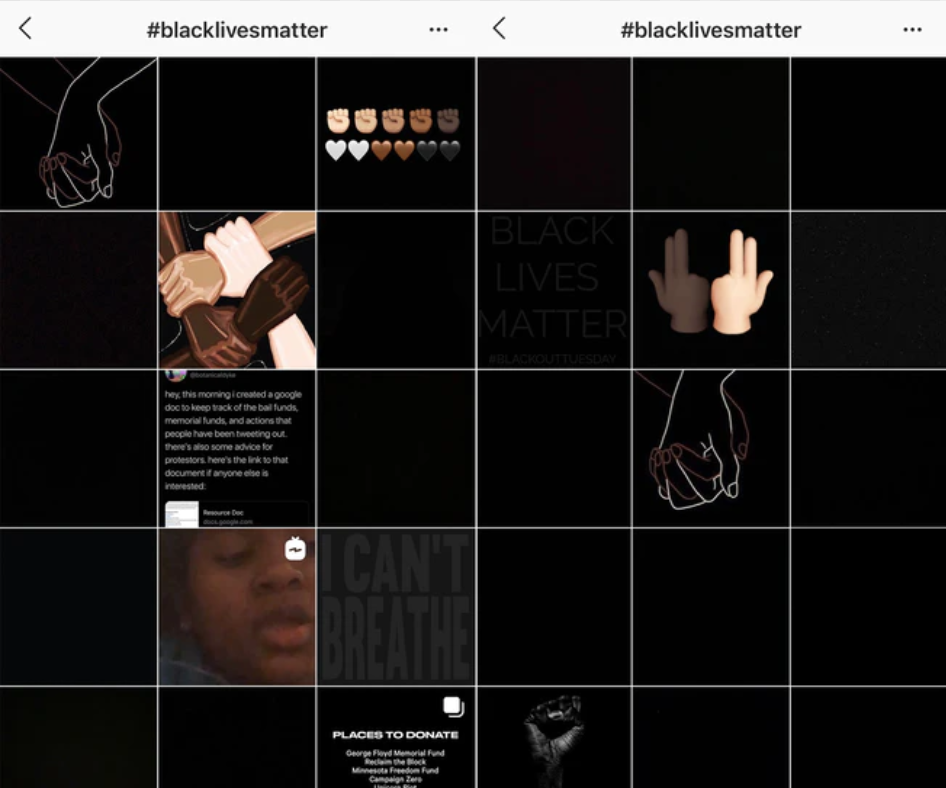 #blacklivesmatter
#blacklivesmatter
BLACK
LIVES
MATTER
#BLACKOUTTUESDAY
@botanicaldyke
hey, this morning i created a google
doc to keep track of the bail funds,
memorial funds, and actions that
people have been tweeting out.
there's also some advice for
protestors. here's the link to that
document if anyone else is
interested:
Resource Doc
docs.google.com
I CAN'T
BREATHE
PLACES TO DONATE
George Floyd Memorial Fund
Reclaim the Block
Minnesota Freedom Fund
Campaign Zero
Unicorn Riot